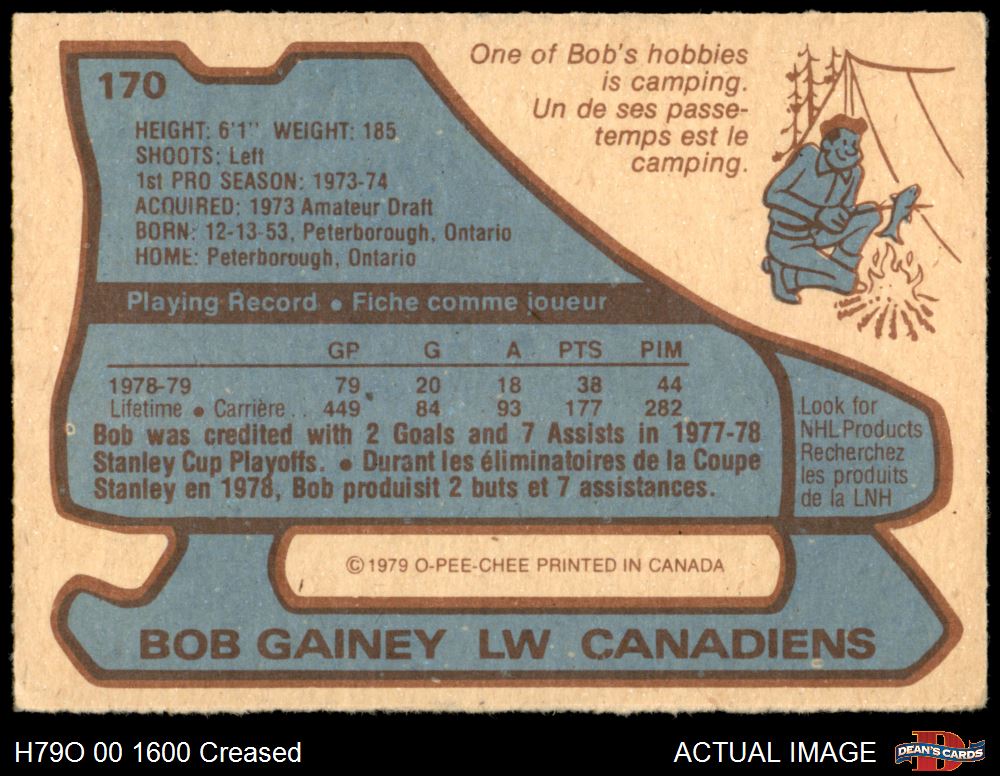 170
One of Bob's hobbies
is camping.
Un de ses passe-
temps est le
camping.
HEIGHT: 6'1" WEIGHT: 185
SHOOTS: Left
1st PRO SEASON: 1973-74
ACQUIRED: 1973 Amateur Draft
BORN: 12-13-53, Peterborough, Ontario
HOME: Peterborough, Ontario
Playing Record • Fiche comme joueur
GP G A PTS PIM
1978-79 79 20 18 38 44
Lifetime • Carrière .. 449 84 93 177 282
Bob was credited with 2 Goals and 7 Assists in 1977-78
Stanley Cup Playoffs. • Durant les éliminatoires de la Coupe
Stanley en 1978, Bob produisit 2 buts et 7 assistances.
Look for
NHL Products
Recherchez
les produits
de la LNH
©1979 O-PEE-CHEE PRINTED IN CANADA
BOB GAINEY LW CANADIENS
H79O 00 1600 Creased
ACTUAL IMAGE
D
DEAN'S CARDS